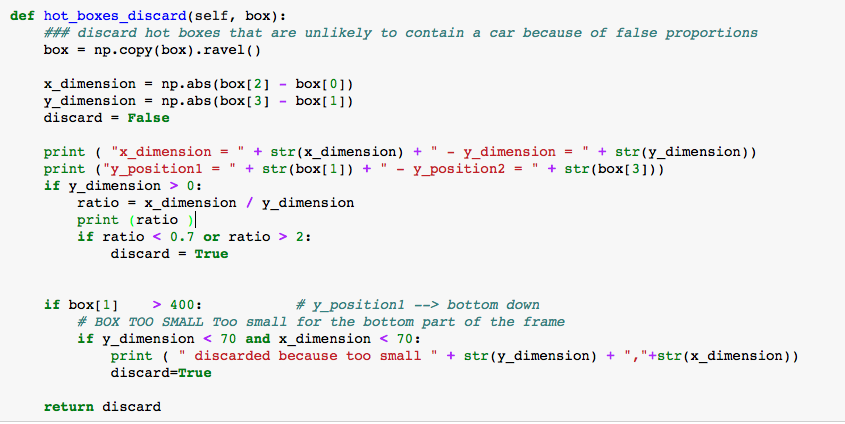 def hot_boxes_discard(self, box):
    ### discard hot boxes that are unlikely to contain a car because of false proportions
    box = np.copy(box).ravel()

    x_dimension = np.abs(box[2] - box[0])
    y_dimension = np.abs(box[3] - box[1])
    discard = False

    print ( "x_dimension = " + str(x_dimension) + " - y_dimension = " + str(y_dimension))
    print ("y_position1 = " + str(box[1]) + " - y_position2 = " + str(box[3]))
    if y_dimension > 0:
        ratio = x_dimension / y_dimension
        print (ratio )
        if ratio < 0.7 or ratio > 2:
            discard = True


    if box[1]    > 400:           # y_position1 --> bottom down
        # BOX TOO SMALL Too small for the bottom part of the frame
        if y_dimension < 70 and x_dimension < 70:
            print ( " discarded because too small " + str(y_dimension) + ","+str(x_dimension))
            discard=True

    return discard